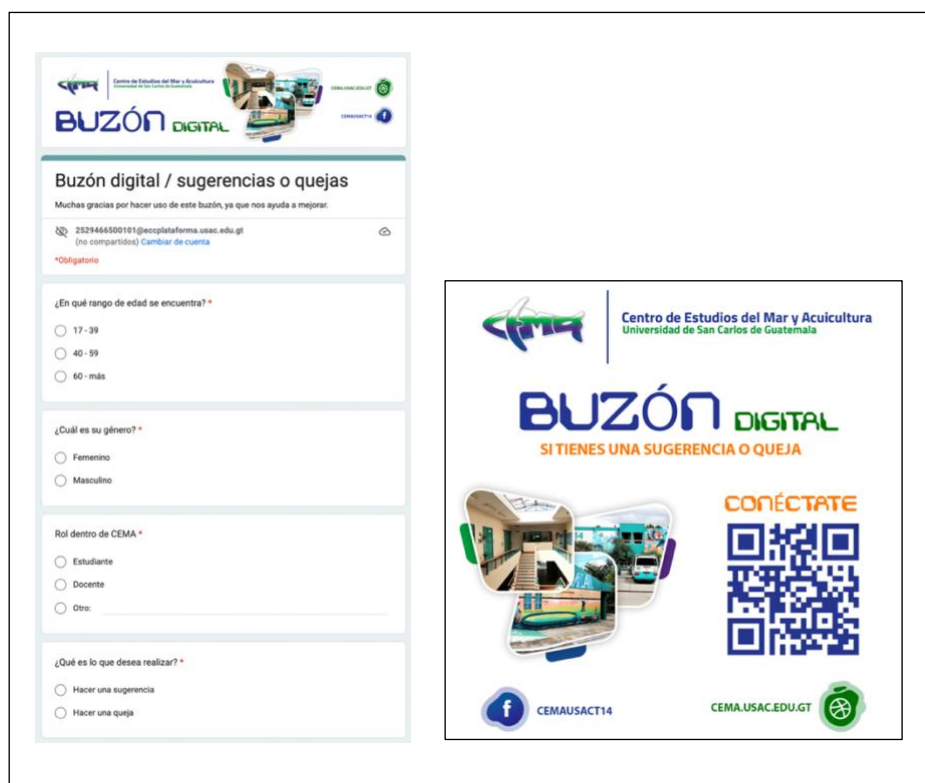 CEMA
Centro de Estudios del Mar y Acuicultura
Universidad de San Carlos de Guatemala
CEMA.USAC.EDU.GT
BUZÓN DIGITAL
CEMAUSACT14
Buzón digital / sugerencias o quejas
Muchas gracias por hacer uso de este buzón, ya que nos ayuda a mejorar.
2529466500101@eccplataforma.usac.edu.gt
(no compartidos) Cambiar de cuenta
*Obligatorio
¿En qué rango de edad se encuentra? *
17 - 39
40 - 59
60 - más
¿Cuál es su género? *
Femenino
Masculino
Rol dentro de CEMA *
Estudiante
Docente
Otro:
¿Qué es lo que desea realizar? *
Hacer una sugerencia
Hacer una queja
CEMA
Centro de Estudios del Mar y Acuicultura
Universidad de San Carlos de Guatemala
BUZÓN DIGITAL
SI TIENES UNA SUGERENCIA O QUEJA
CONÉCTATE
CEMAUSACT14
CEMA.USAC.EDU.GT